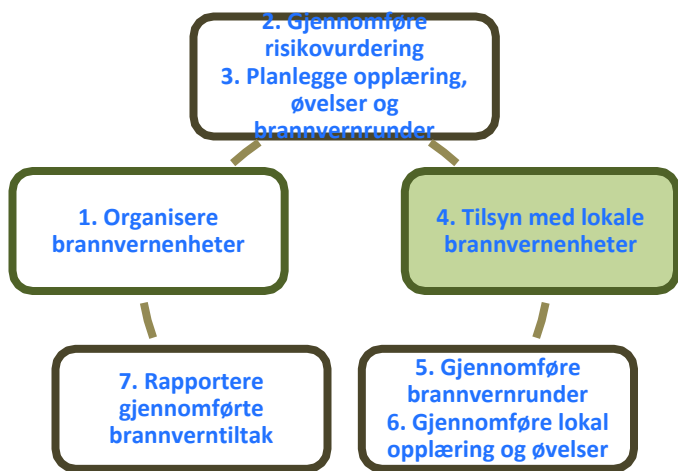 2. Gjennomføre
risikovurdering
3. Planlegge opplæring,
øvelser og
brannvernrunder
1. Organisere
brannvernenheter
4. Tilsyn med lokale
brannvernenheter
7. Rapportere
gjennomførte
brannverntiltak
5. Gjennomføre
brannvernrunder
6. Gjennomføre lokal
opplæring og øvelser